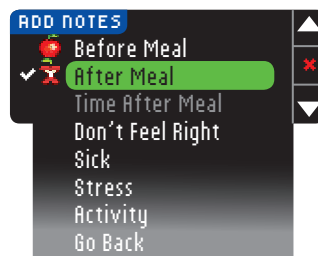 ADD NOTES
Before Meal
After Meal
Time After Meal
Don't Feel Right
Sick
Stress
Activity
Go Back